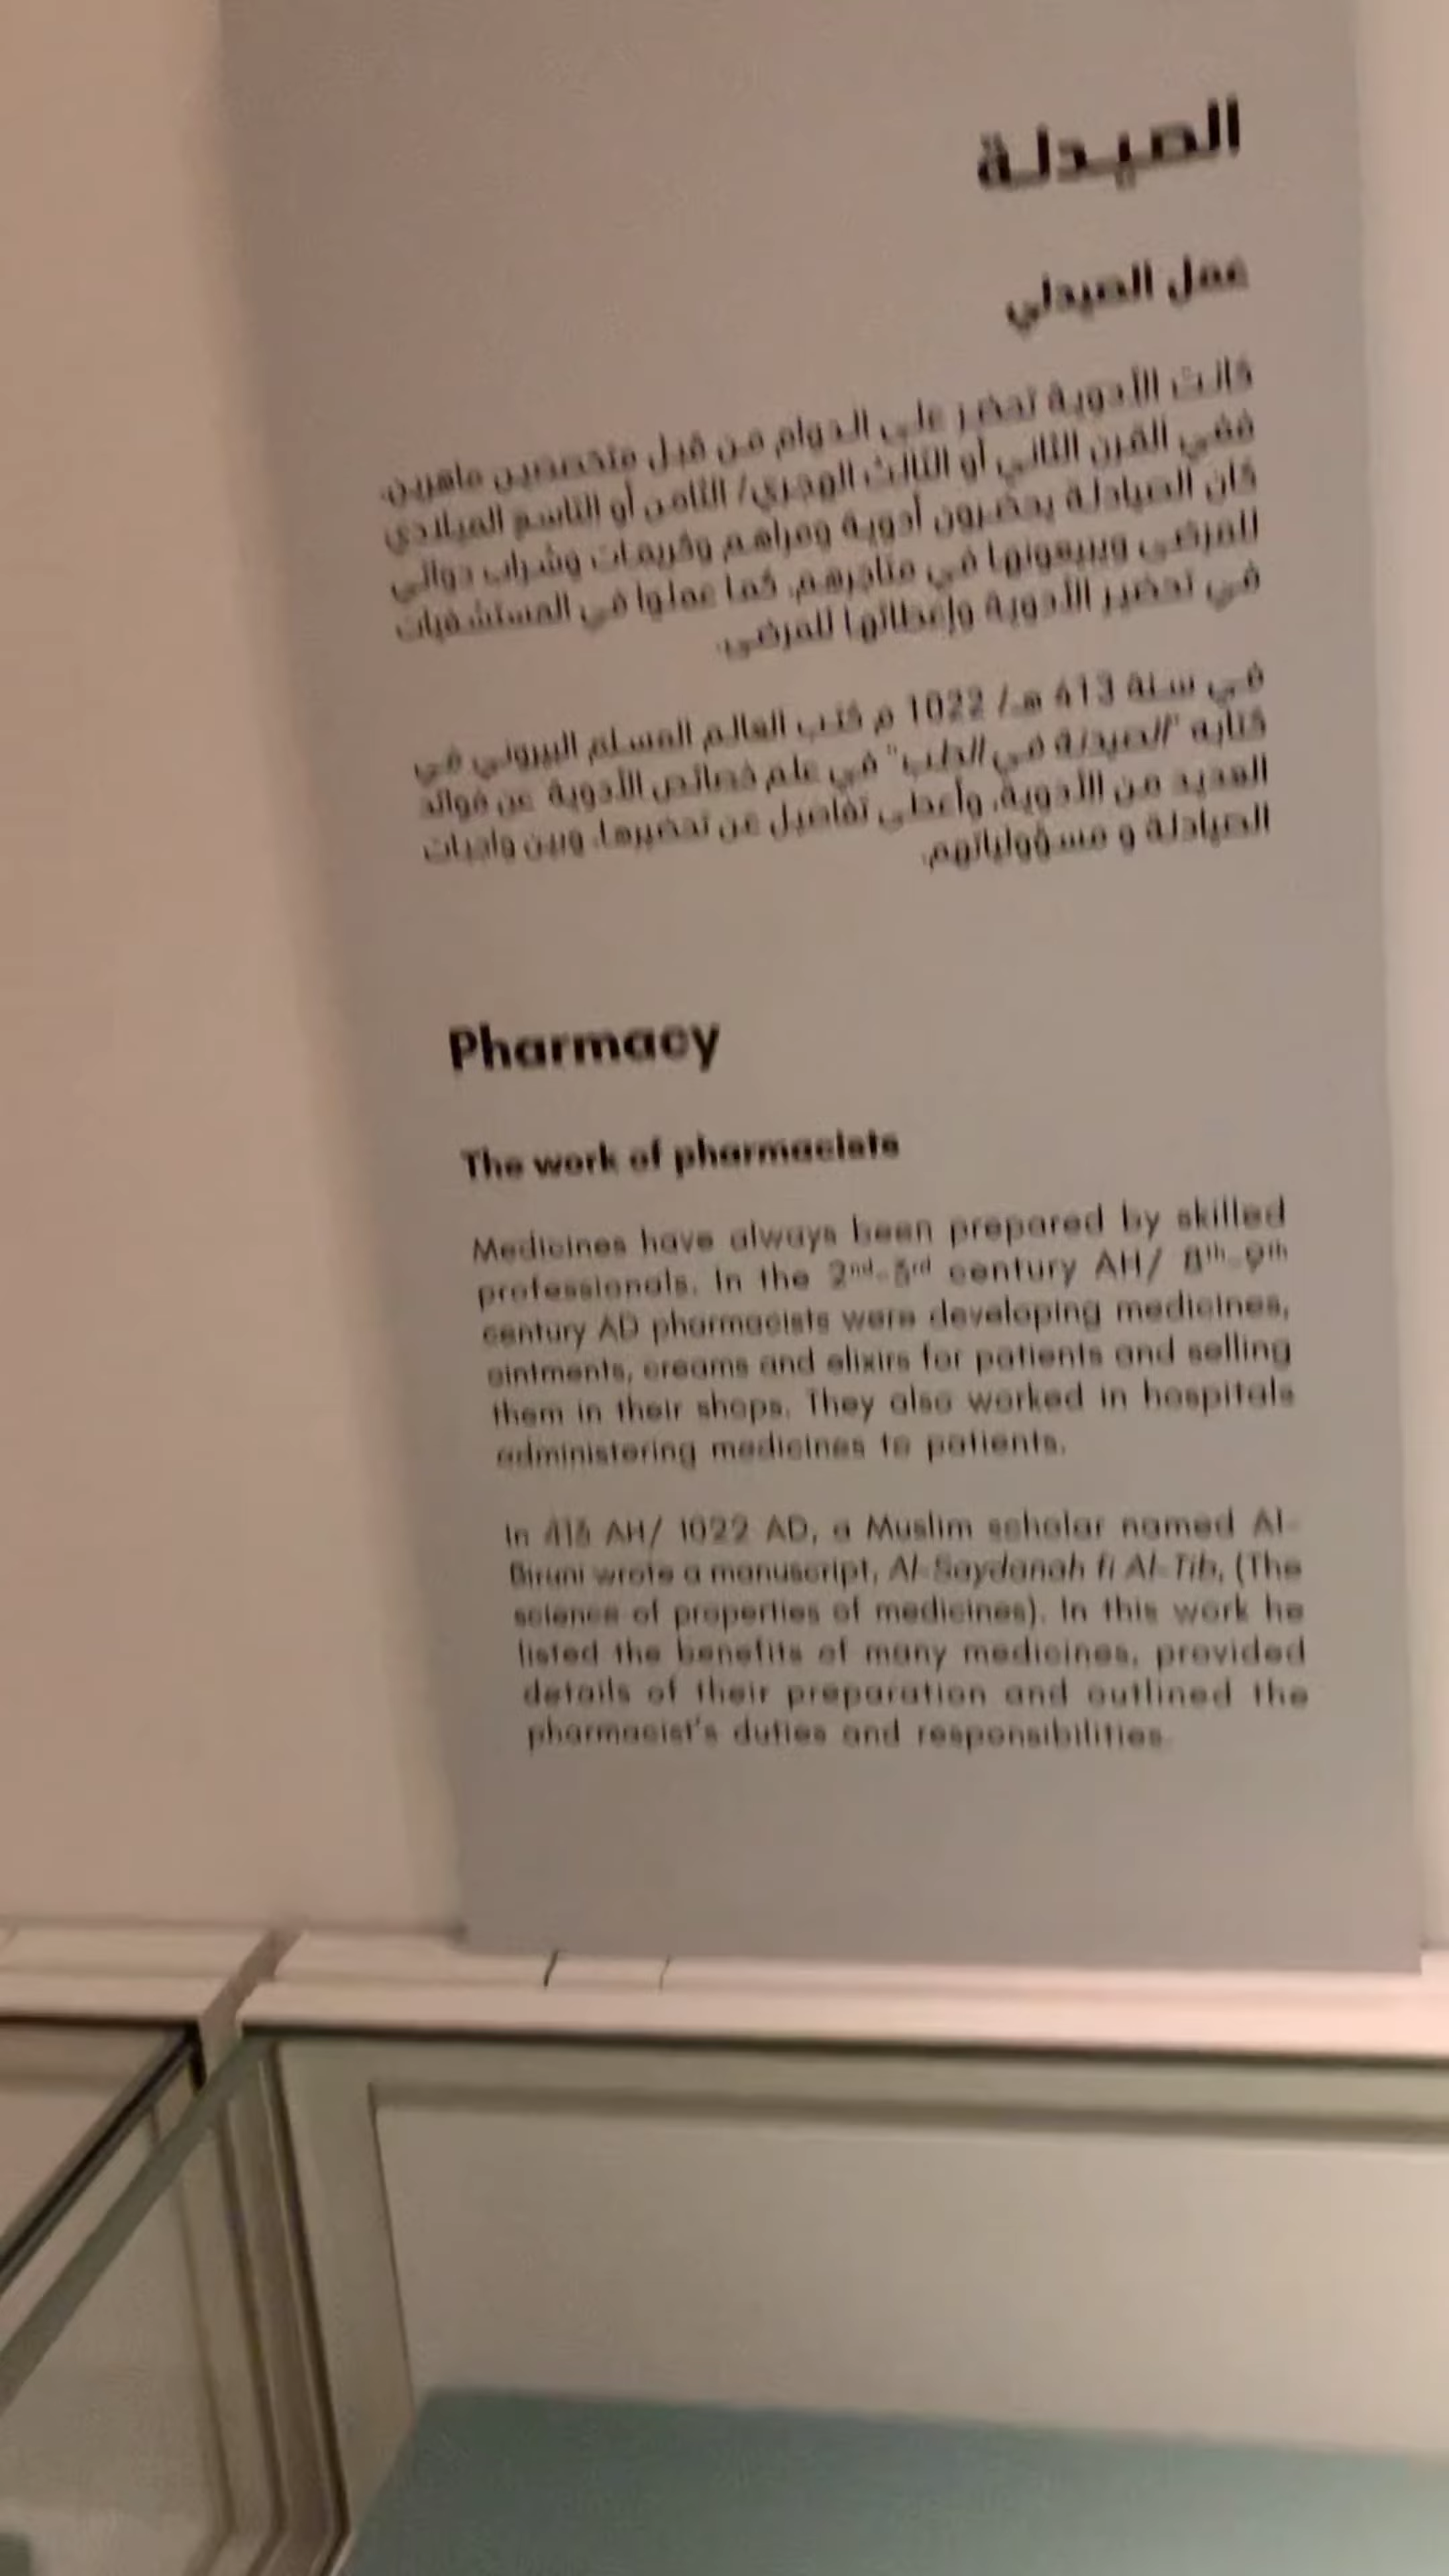 الصيدلة
عمل الصيدلي
كانت الأدوية تحضر على الدوام من قبل متخصصين ماهرين.
ففي القرن الثاني أو الثالث الهجري/ الثامن أو التاسع الميلادي
كان الصيادلة يحضرون أدوية ومراهم وكريمات وشراب دوائي
للمرضى ويبيعونها في متاجرهم. كما عملوا في المستشفيات
في تحضير الأدوية وإعطائها للمرضى.
في سنة 413 هـ/ 1022 م كتب العالم المسلم البيروني في
كتابه "الصيدنة في الطب" في علم خصائص الأدوية عن فوائد
العديد من الأدوية، وأعطى تفاصيل عن تحضيرها، وبين واجبات
الصيادلة و مسؤولياتهم.
Pharmacy
The work of pharmacists
Medicines have always been prepared by skilled
professionals. In the 2nd-3rd century AH/ 8th-9th
century AD pharmacists were developing medicines,
ointments, creams and elixirs for patients and selling
them in their shops. They also worked in hospitals
administering medicines to patients.
In 413 AH/ 1022 AD, a Muslim scholar named Al-
Biruni wrote a manuscript, Al-Saydanah fi Al-Tib, (The
science of properties of medicines). In this work he
listed the benefits of many medicines, provided
details of their preparation and outlined the
pharmacist's duties and responsibilities.